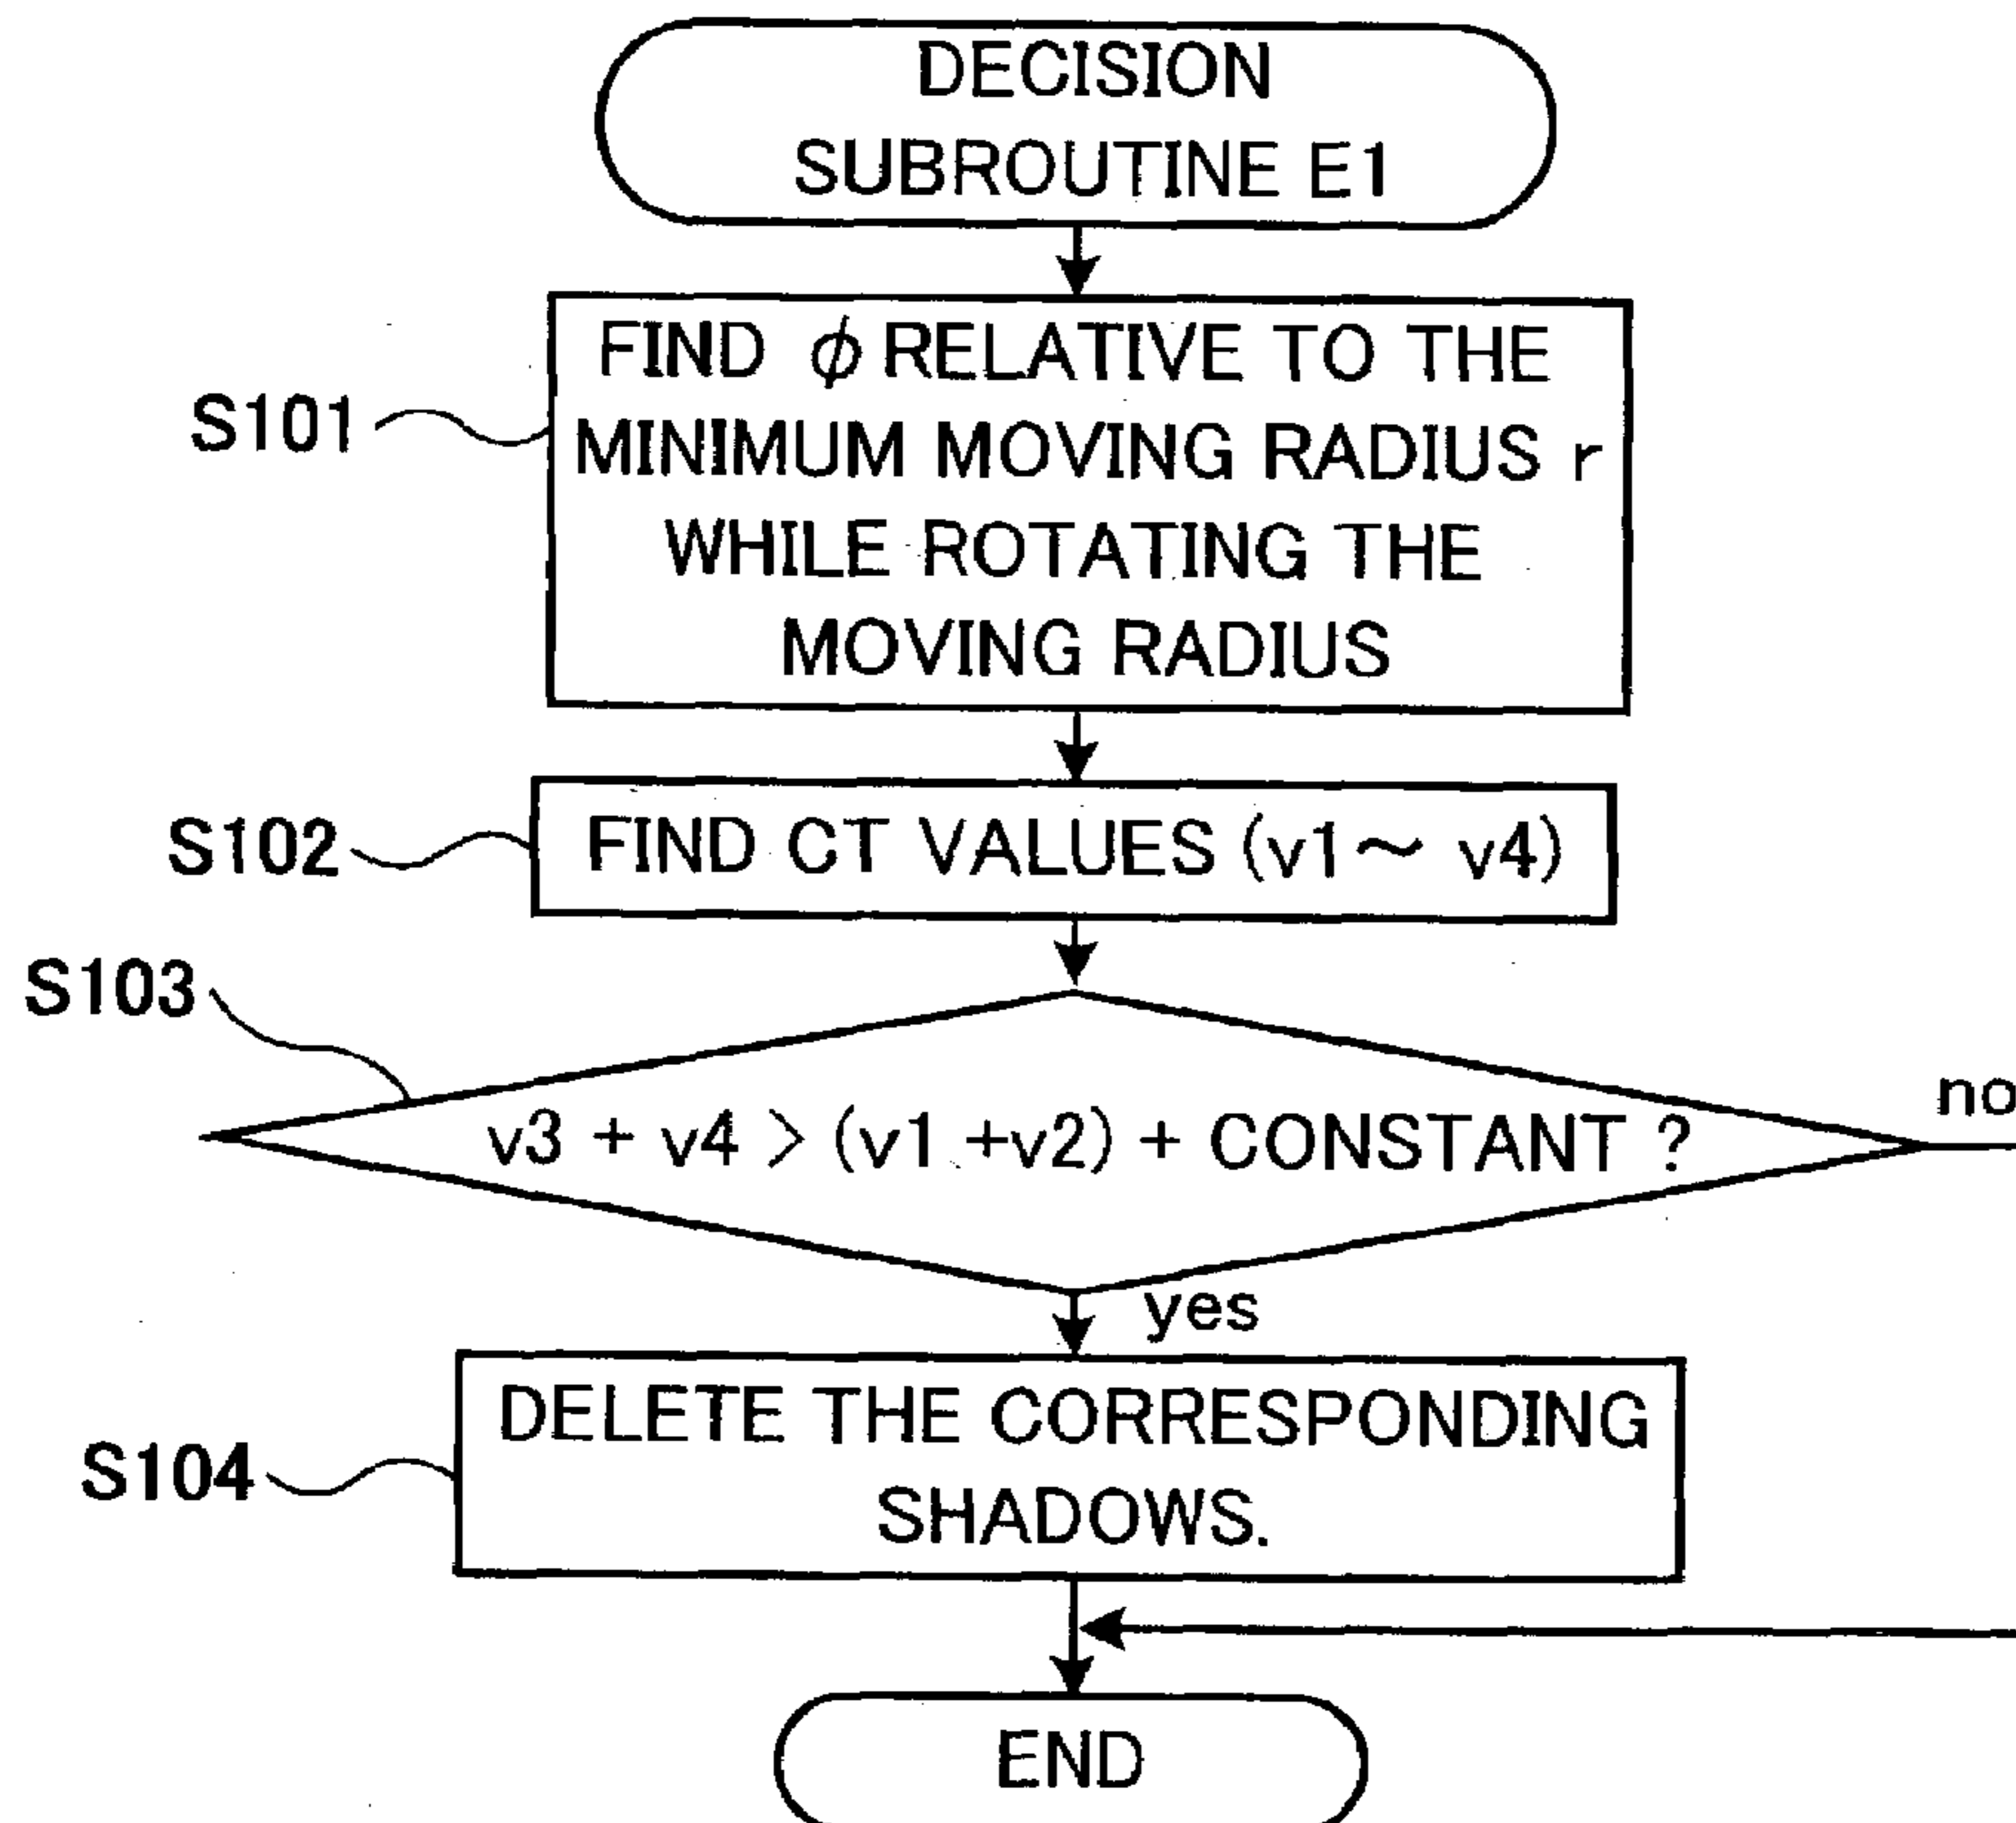 DECISION
SUBROUTINE E1
S101
FIND ϕ RELATIVE TO THE
MINIMUM MOVING RADIUS r
WHILE ROTATING THE
MOVING RADIUS
S102
FIND CT VALUES (v1～ v4)
S103
v3 + v4 > (v1 +v2) + CONSTANT ?
no
yes
S104
DELETE THE CORRESPONDING
SHADOWS.
END